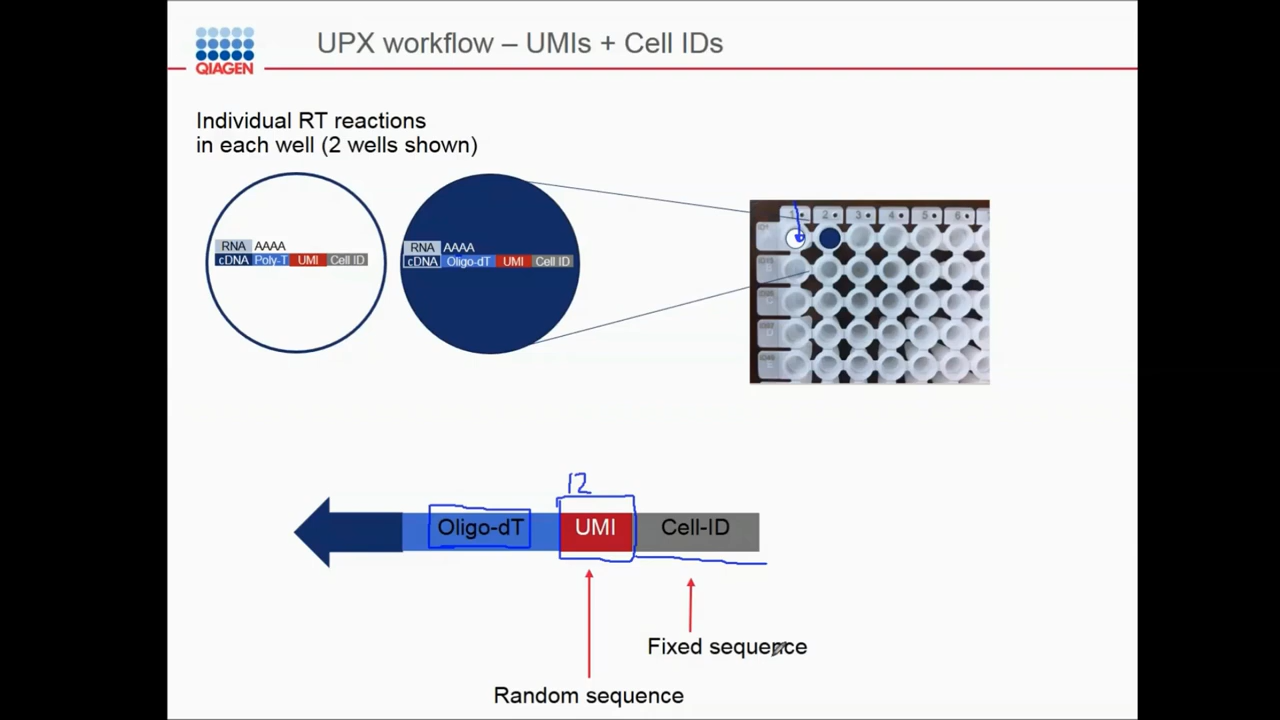 UPX workflow – UMIs + Cell IDs
QIAGEN
Individual RT reactions
in each well (2 wells shown)
RNA AAAA
cDNA Poly-T UMI Cell ID
RNA AAAA
cDNA Oligo-dT UMI Cell ID
1 2 3 4 5 6
12
Oligo-dT UMI Cell-ID
Fixed sequence
Random sequence